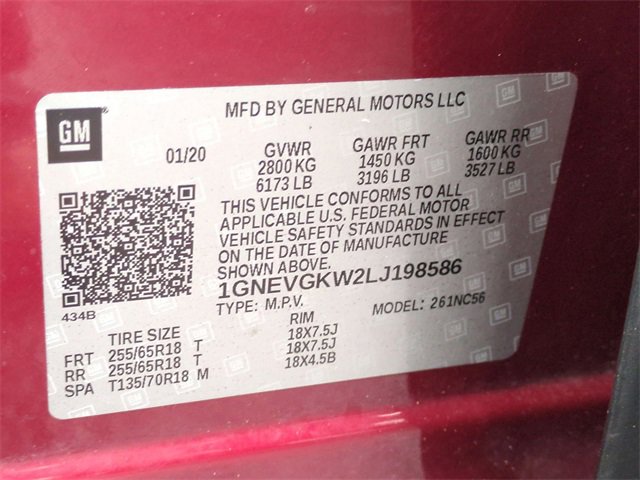 MFD BY GENERAL MOTORS LLC
GM
01/20 GVWR GAWR FRT GAWR RR
2800 KG 1450 KG 1600 KG
6173 LB 3196 LB 3527 LB
THIS VEHICLE CONFORMS TO ALL
APPLICABLE U.S. FEDERAL MOTOR
VEHICLE SAFETY STANDARDS IN EFFECT
ON THE DATE OF MANUFACTURE
SHOWN ABOVE.
1GNEVGKW2LJ198586
434B
TYPE: M.P.V. MODEL: 261NC56
TIRE SIZE RIM
FRT 255/65R18 T 18X7.5J
RR 255/65R18 T 18X7.5J
SPA T135/70R18 M 18X4.5B